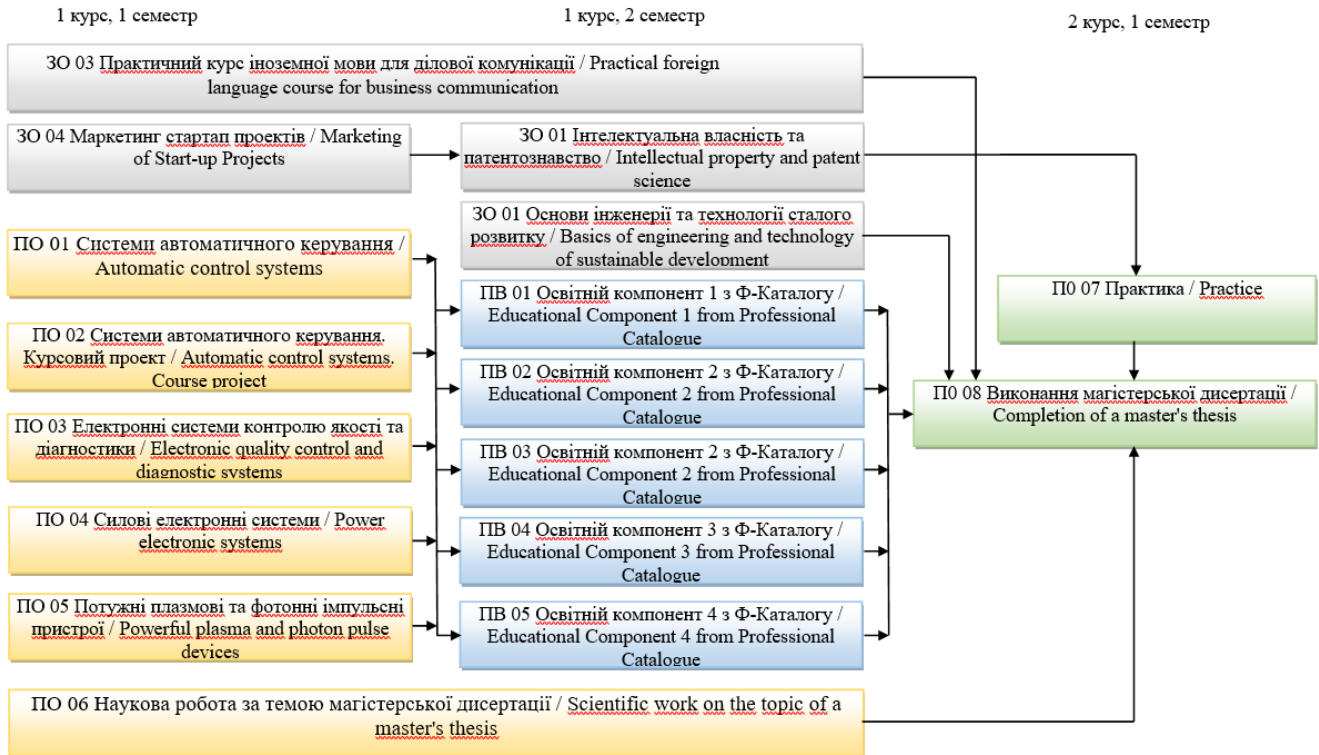 1 курс, 1 семестр
1 курс, 2 семестр
2 курс, 1 семестр
ЗО 03 Практичний курс іноземної мови для ділової комунікації / Practical foreign
language course for business communication
ЗО 04 Маркетинг стартап проектів / Marketing
of Start-up Projects
ЗО 01 Інтелектуальна власність та
патентознавство / Intellectual property and patent
science
ЗО 01 Основи інженерії та технології сталого
розвитку / Basics of engineering and technology
of sustainable development
ПО 01 Системи автоматичного керування /
Automatic control systems
ПО 02 Системи автоматичного керування.
Курсовий проект / Automatic control systems.
Course project
ПО 03 Електронні системи контролю якості та
діагностики / Electronic quality control and
diagnostic systems
ПО 04 Силові електронні системи / Power
electronic systems
ПО 05 Потужні плазмові та фотонні імпульсні
пристрої / Powerful plasma and photon pulse
devices
ПВ 01 Освітній компонент 1 з Ф-Каталогу /
Educational Component 1 from Professional
Catalogue
ПВ 02 Освітній компонент 2 з Ф-Каталогу /
Educational Component 2 from Professional
Catalogue
ПВ 03 Освітній компонент 2 з Ф-Каталогу /
Educational Component 2 from Professional
Catalogue
ПВ 04 Освітній компонент 3 з Ф-Каталогу /
Educational Component 3 from Professional
Catalogue
ПВ 05 Освітній компонент 4 з Ф-Каталогу /
Educational Component 4 from Professional
Catalogue
П0 07 Практика / Practice
П0 08 Виконання магістерської дисертації /
Completion of a master's thesis
ПО 06 Наукова робота за темою магістерської дисертації / Scientific work on the topic of a
master's thesis